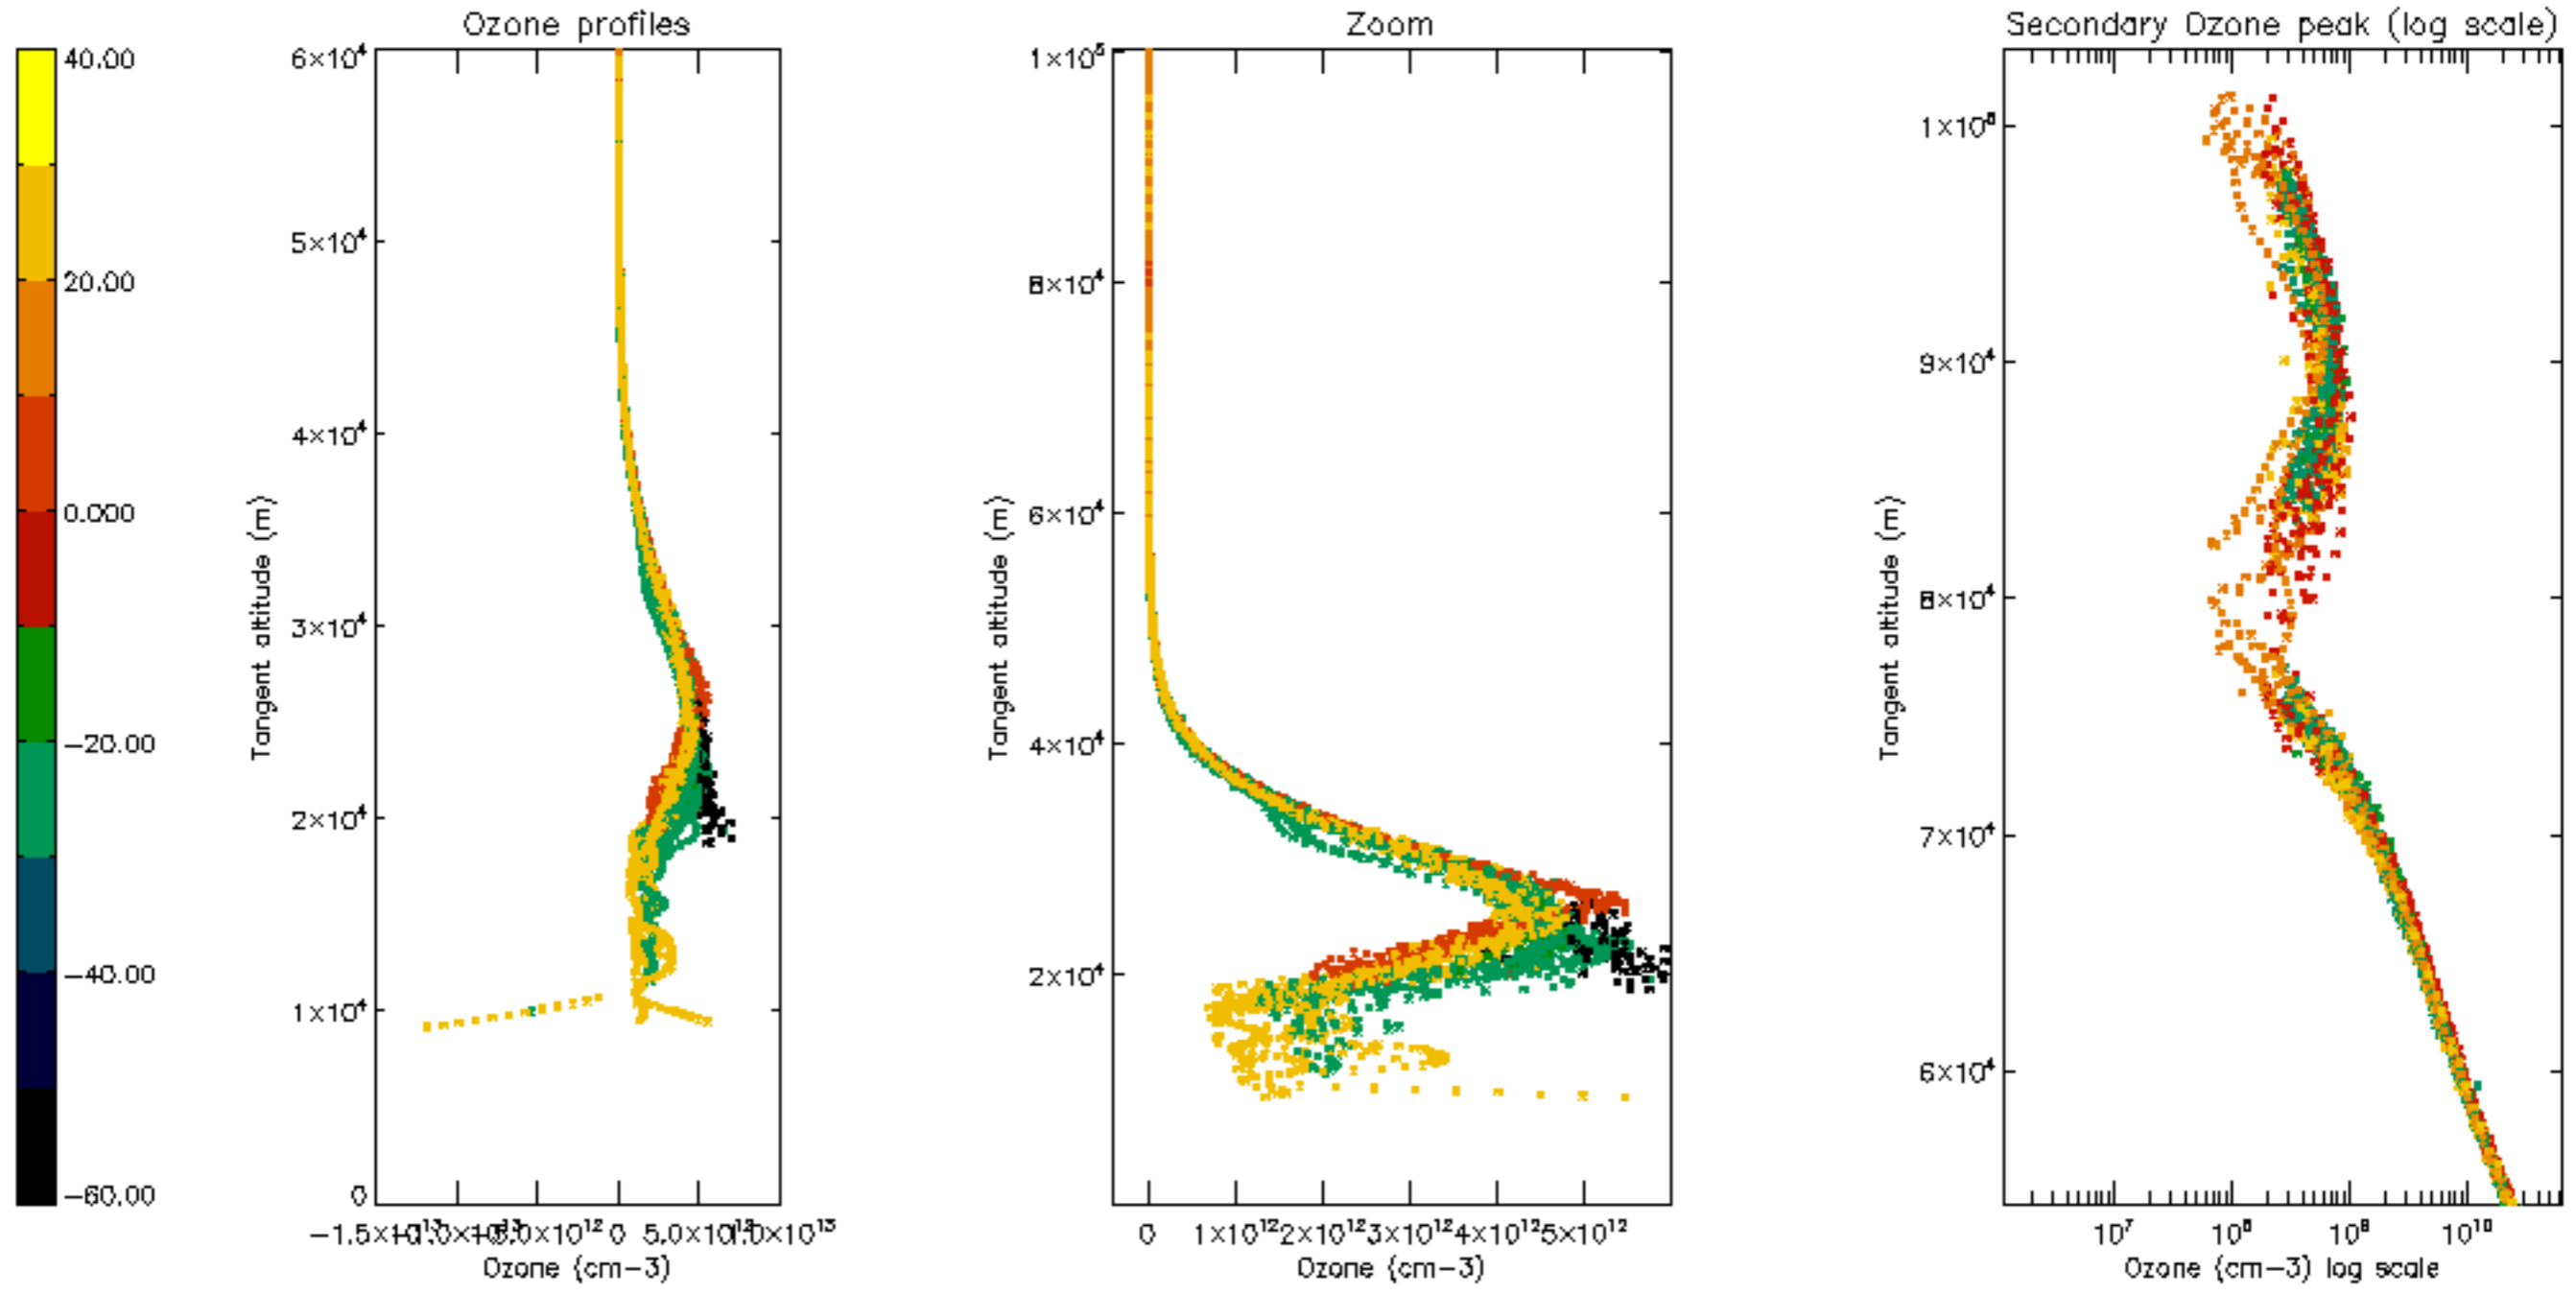 Ozone profiles
Zoom
Secondary Ozone peak (log scale)
40.00
20.00
0.000
−20.00
−40.00
−60.00
6×10⁴
5×10⁴
4×10⁴
3×10⁴
2×10⁴
1×10⁴
0
Tangent altitude (m)
0 5.0×10¹²
Ozone (cm−3)
1×10⁵
8×10⁴
6×10⁴
4×10⁴
2×10⁴
Tangent altitude (m)
0 1×10¹² 2×10¹² 3×10¹² 4×10¹² 5×10¹²
Ozone (cm−3)
9×10⁴
8×10⁴
7×10⁴
6×10⁴
Tangent altitude (m)
10⁷ 10⁸ 10⁹ 10¹⁰
Ozone (cm−3) log scale